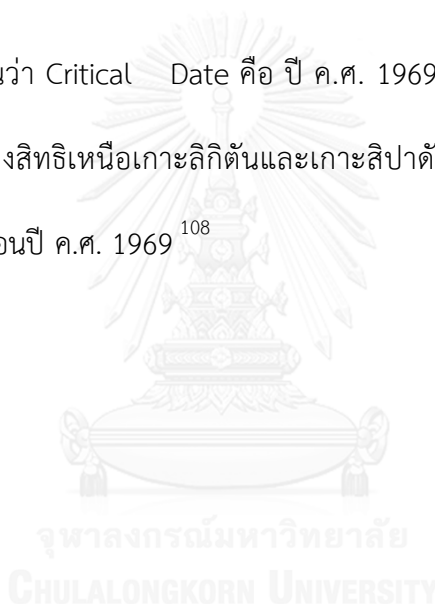 นว่า Critical Date คือ ปี ค.ศ. 1969
งสิทธิเหนือเกาะลิกิตันและเกาะสิปาดั
อนปี ค.ศ. 1969 108
จุฬาลงกรณ์มหาวิทยาลัย
CHULALONGKORN UNIVERSITY